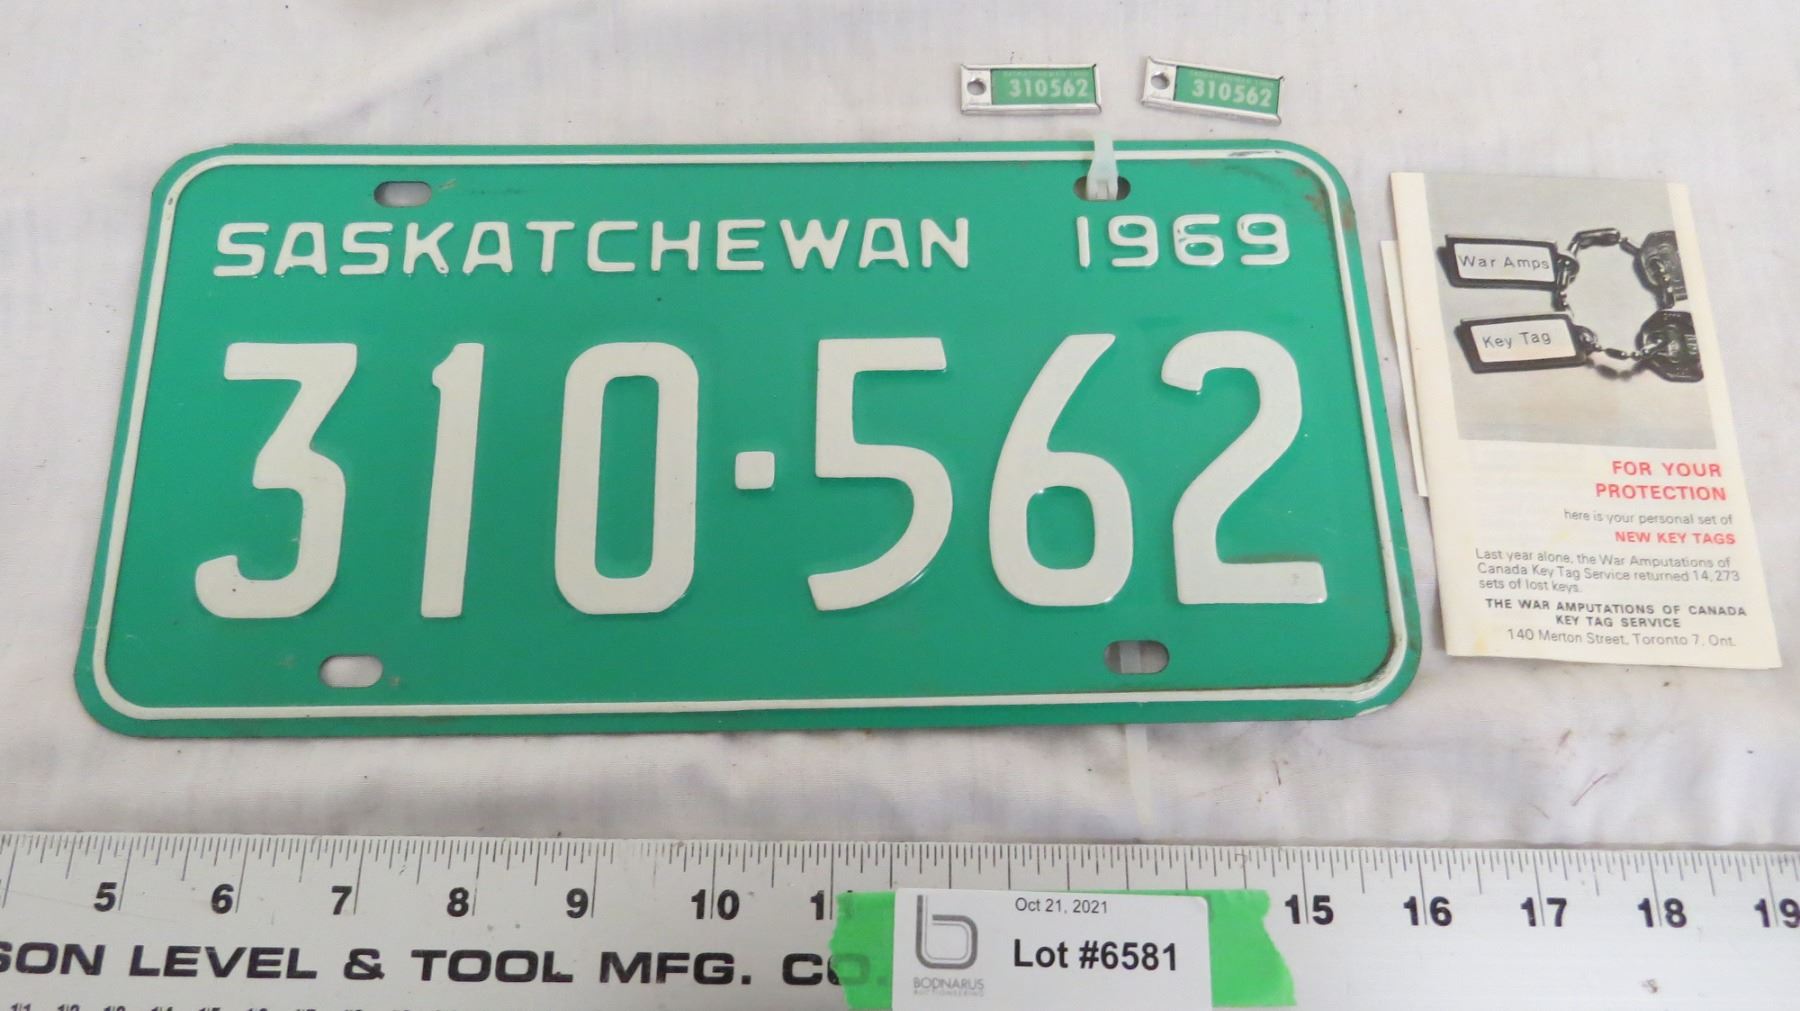 310562
310562
SASKATCHEWAN 1969
310·562
War Amps
Key Tag
FOR YOUR
PROTECTION
here is your personal set of
NEW KEY TAGS
Last year alone, the War Amputations of
Canada Key Tag Service returned 14,273
sets of lost keys.
THE WAR AMPUTATIONS OF CANADA
KEY TAG SERVICE
140 Merton Street, Toronto 7, Ont.
5 6 7 8 9 10 11 15 16 17 18 19
SON LEVEL & TOOL MFG. CO.
Oct 21, 2021
Lot #6581
BODNARUS
AUCTIONEERING